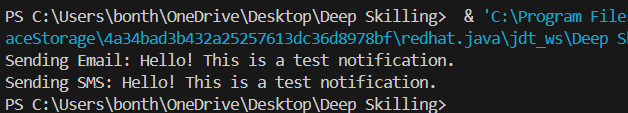 PS C:\Users\bonth\OneDrive\Desktop\Deep Skilling>  & 'C:\Program File
aceStorage\4a34bad3b432a25257613dc36d8978bf\redhat.java\jdt_ws\Deep S
Sending Email: Hello! This is a test notification.
Sending SMS: Hello! This is a test notification.
PS C:\Users\bonth\OneDrive\Desktop\Deep Skilling>